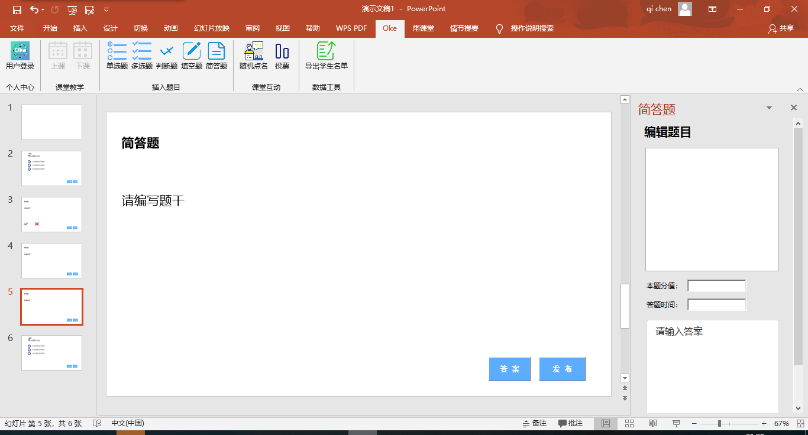 演示文稿1 - PowerPoint
qi chen
文件 开始 插入 设计 切换 动画 幻灯片放映 审阅 视图 帮助 WPS PDF Oke 雨课堂 情节提要 操作说明搜索 共享
用户登录 上课 下课 单选题 多选题 判断题 填空题 简答题 随机点名 投票 导出学生名单
个人中心 课堂教学 插入题目 课堂互动 数据工具
1
2
3
4
5
6
简答题
请编写题干
答 案 发 布
简答题
编辑题目
本题分值:
答题时间:
请输入答案
幻灯片 第 5 张, 共 6 张 中文(中国) 备注 批注 67%